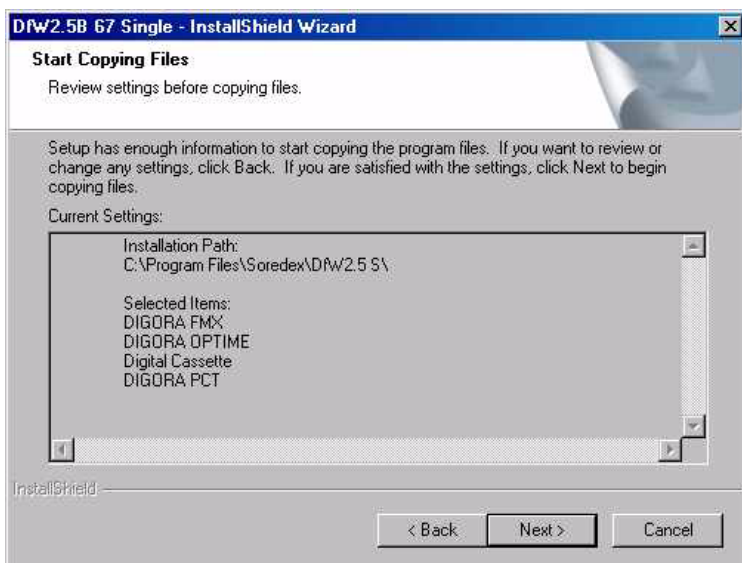 DfW2.5B 67 Single - InstallShield Wizard
Start Copying Files
Review settings before copying files.
Setup has enough information to start copying the program files. If you want to review or
change any settings, click Back. If you are satisfied with the settings, click Next to begin
copying files.
Current Settings:
Installation Path:
C:\Program Files\Soredex\DfW2.5 S\
Selected Items:
DIGORA FMX
DIGORA OPTIME
Digital Cassette
DIGORA PCT
InstallShield
< Back Next > Cancel